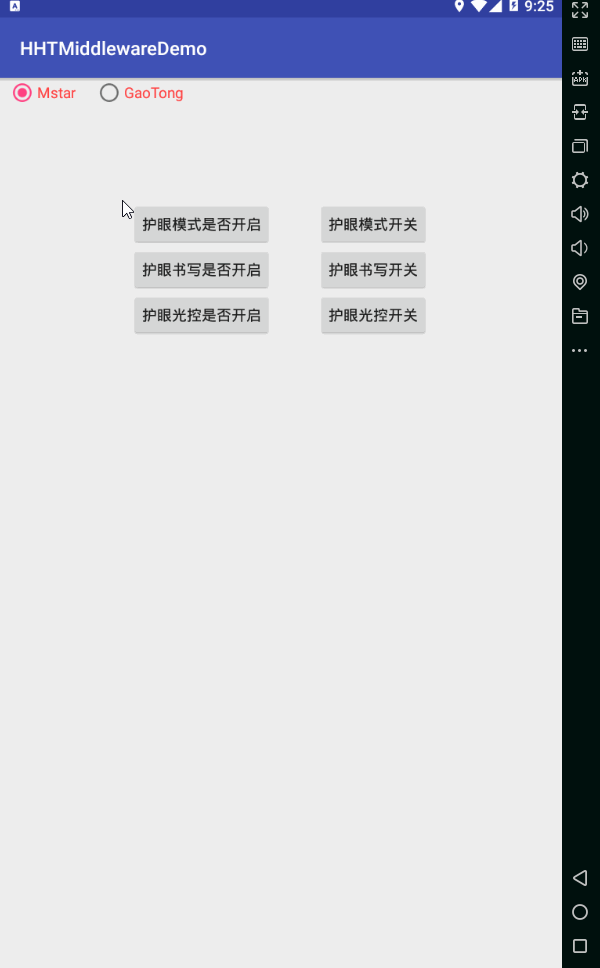 9:25
HHTMiddlewareDemo
Mstar GaoTong
护眼模式是否开启 护眼模式开关
护眼书写是否开启 护眼书写开关
护眼光控是否开启 护眼光控开关